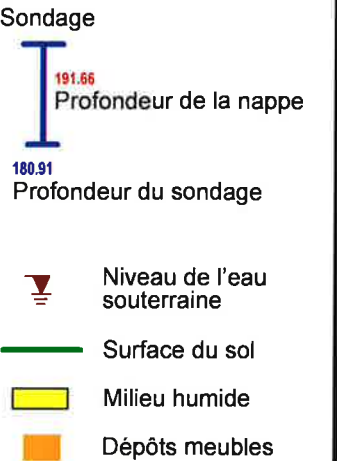 Sondage
191.66
Profondeur de la nappe
180.91
Profondeur du sondage
Niveau de l'eau
souterraine
Surface du sol
Milieu humide
Dépôts meubles